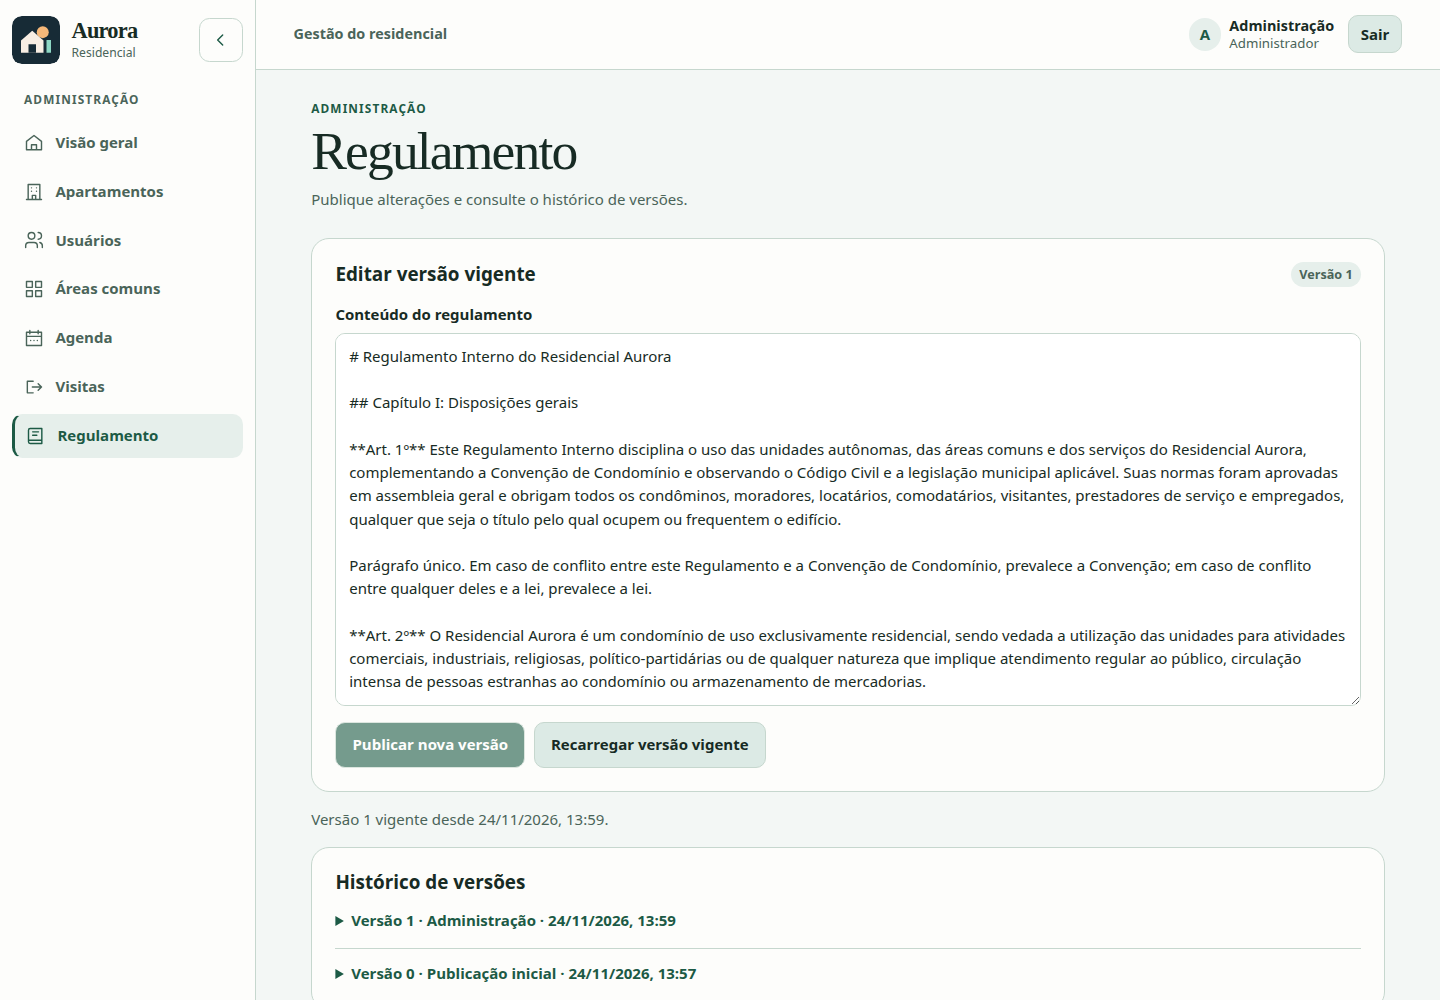 Aurora
Residencial
ADMINISTRAÇÃO
Visão geral
Apartamentos
Usuários
Áreas comuns
Agenda
Visitas
Regulamento
Gestão do residencial
A
Administração
Administrador
Sair
ADMINISTRAÇÃO
Regulamento
Publique alterações e consulte o histórico de versões.
Editar versão vigente
Versão 1
Conteúdo do regulamento
# Regulamento Interno do Residencial Aurora
## Capítulo I: Disposições gerais
**Art. 1º** Este Regulamento Interno disciplina o uso das unidades autônomas, das áreas comuns e dos serviços do Residencial Aurora,
complementando a Convenção de Condomínio e observando o Código Civil e a legislação municipal aplicável. Suas normas foram aprovadas
em assembleia geral e obrigam todos os condôminos, moradores, locatários, comodatários, visitantes, prestadores de serviço e empregados,
qualquer que seja o título pelo qual ocupem ou frequentem o edifício.
Parágrafo único. Em caso de conflito entre este Regulamento e a Convenção de Condomínio, prevalece a Convenção; em caso de conflito
entre qualquer deles e a lei, prevalece a lei.
**Art. 2º** O Residencial Aurora é um condomínio de uso exclusivamente residencial, sendo vedada a utilização das unidades para atividades
comerciais, industriais, religiosas, político-partidárias ou de qualquer natureza que implique atendimento regular ao público, circulação
intensa de pessoas estranhas ao condomínio ou armazenamento de mercadorias.
Publicar nova versão
Recarregar versão vigente
Versão 1 vigente desde 24/11/2026, 13:59.
Histórico de versões
Versão 1 · Administração · 24/11/2026, 13:59
Versão 0 · Publicação inicial · 24/11/2026, 13:57